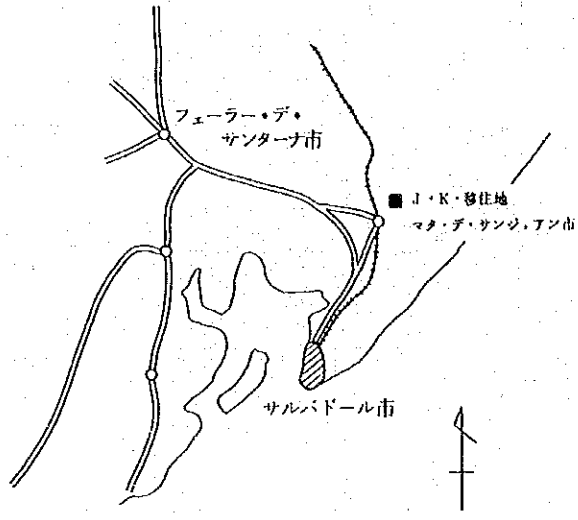 フェーラー・デ・
サンターナ市
J・K・移住地
マタ・デ・サンジ,アン市
サルバドール市